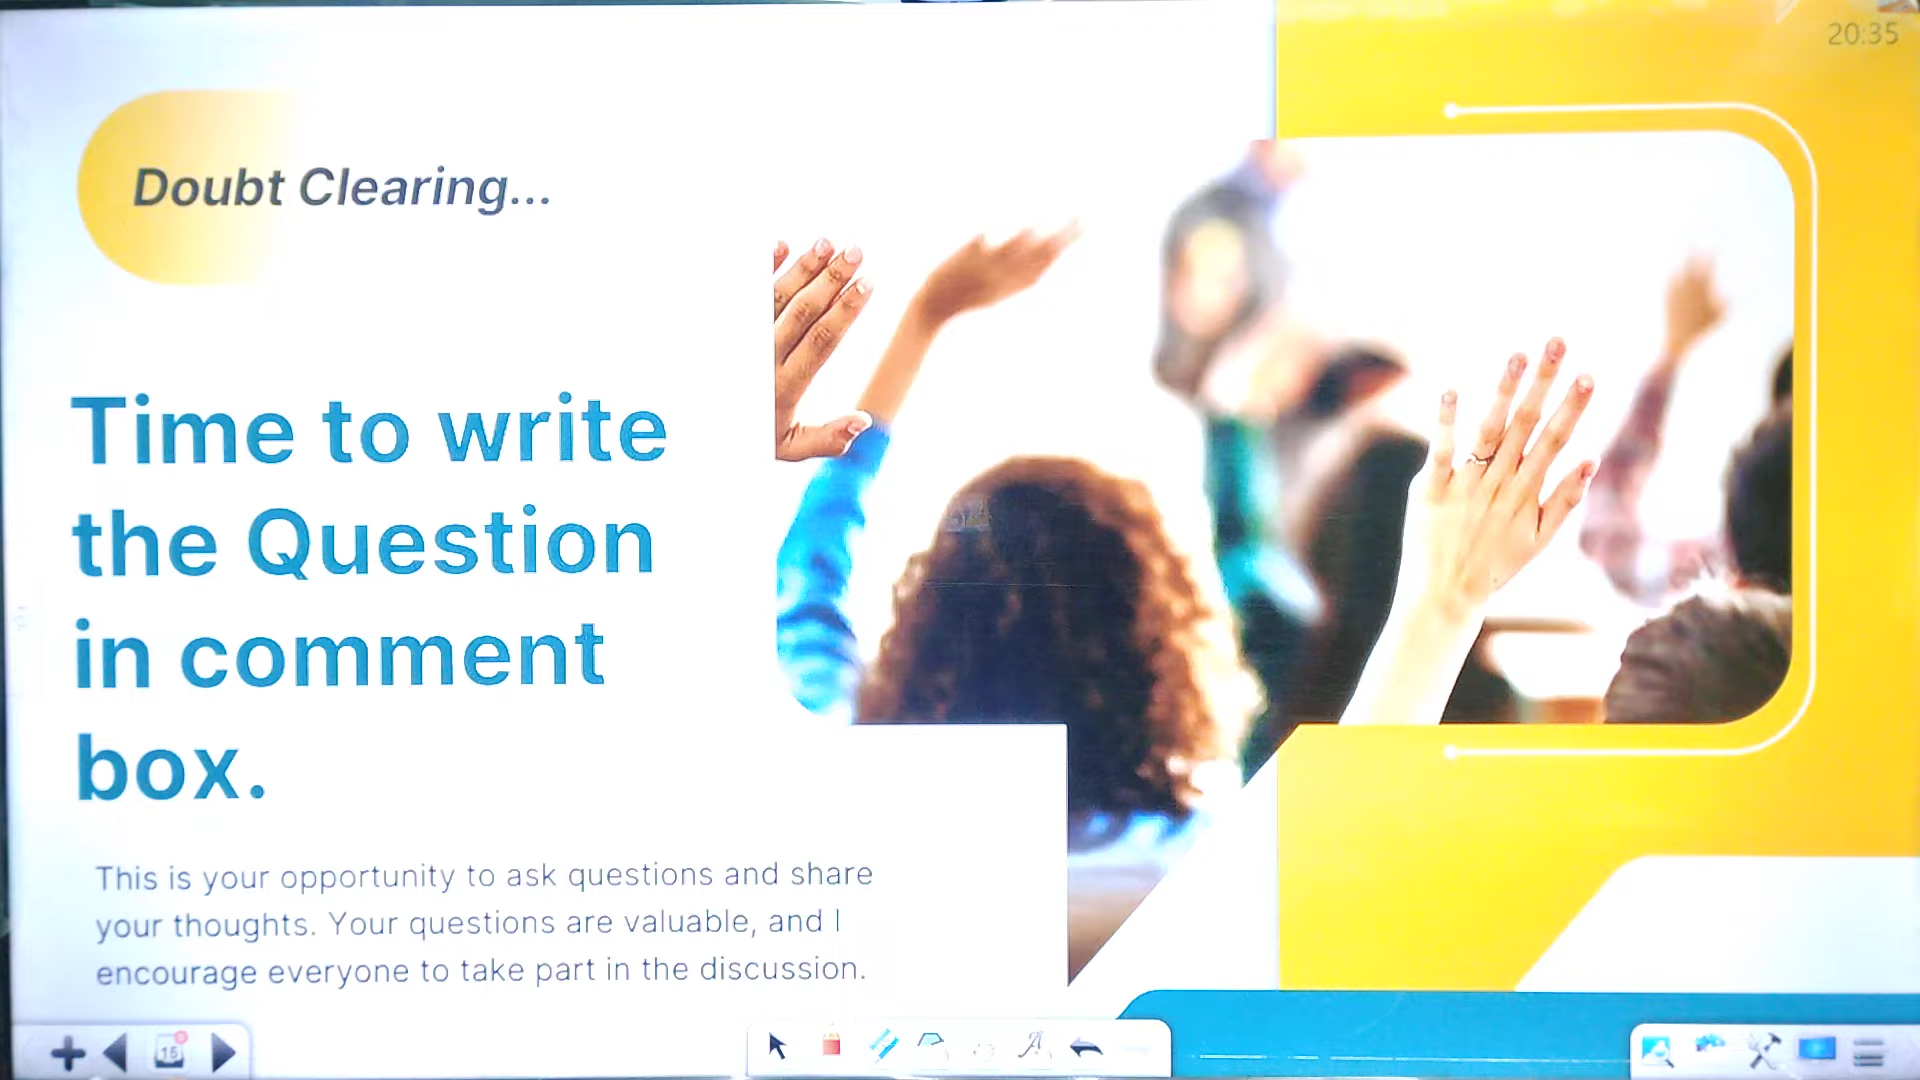 20:35
Doubt Clearing...
Time to write
the Question
in comment
box.
This is your opportunity to ask questions and share
your thoughts. Your questions are valuable, and I
encourage everyone to take part in the discussion.
15